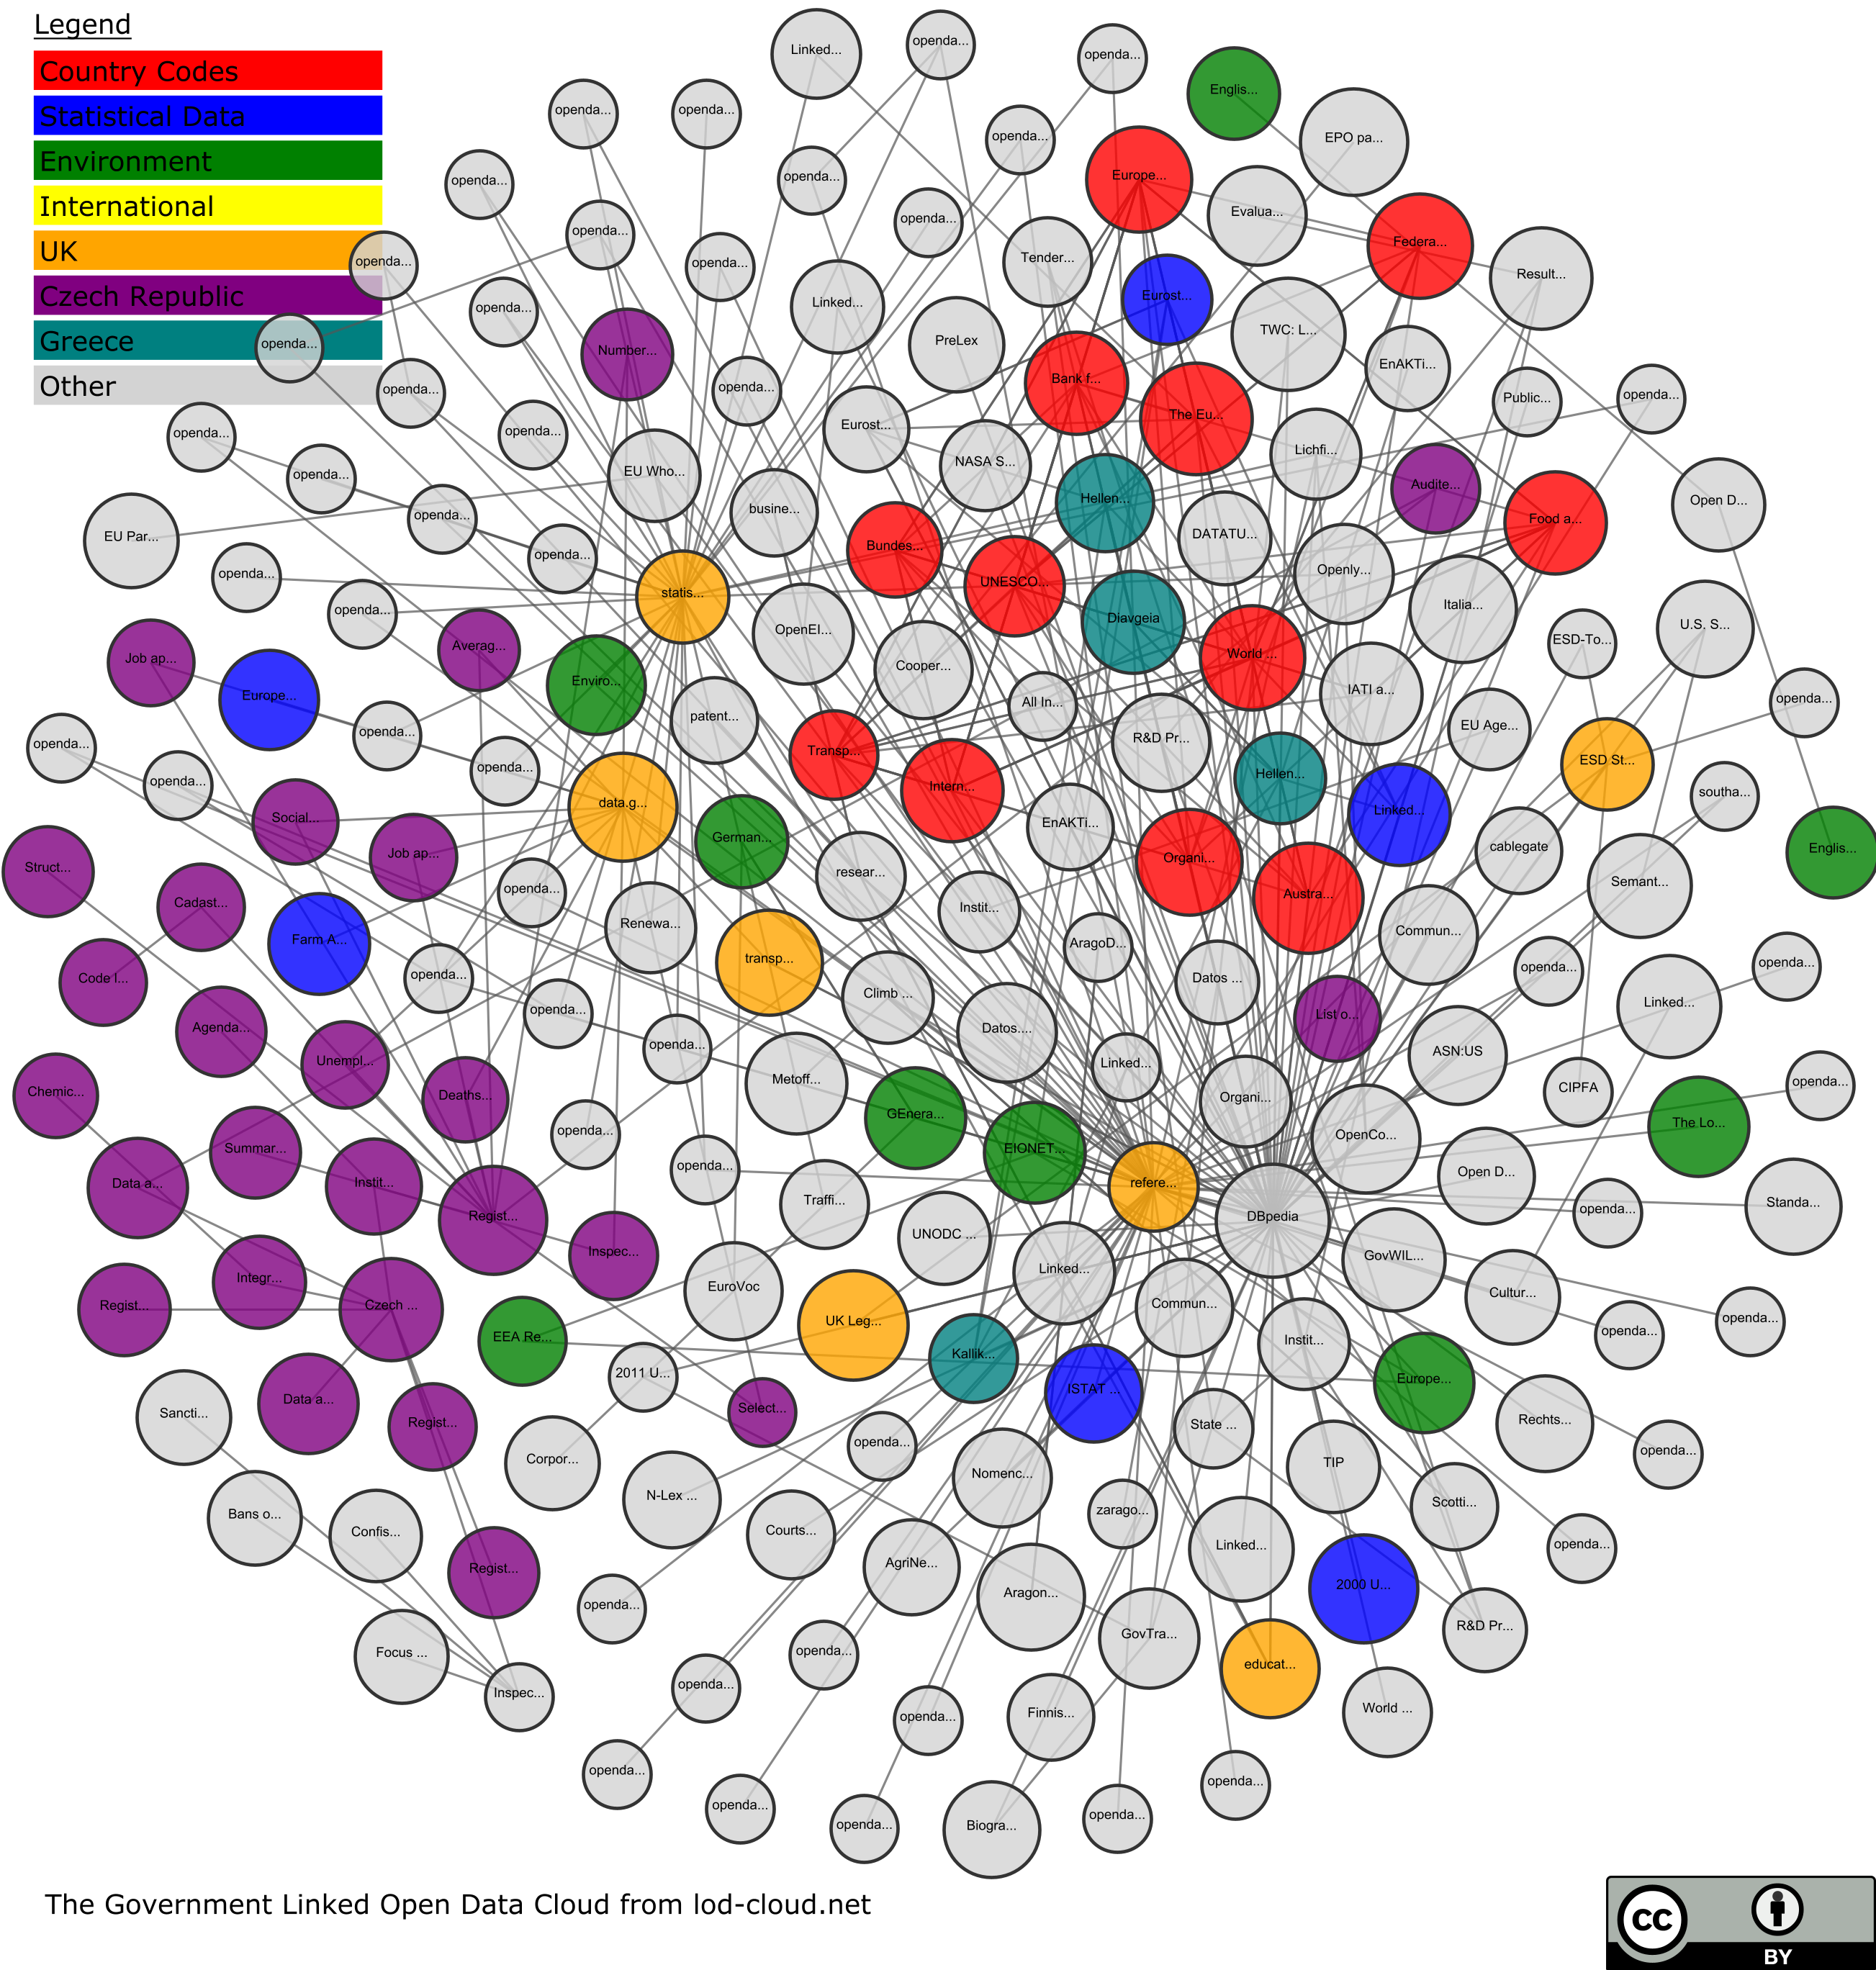 Legend
Country Codes
Statistical Data
Environment
International
UK
Czech Republic
Greece
Other
Linked...
openda...
openda...
Englis...
openda...
openda...
EPO pa...
openda...
openda...
openda...
Europe...
Evalua...
openda...
openda...
Federa...
openda...
openda...
Tender...
Result...
Eurost...
openda...
Linked...
TWC: L...
openda...
Number...
PreLex
EnAKTi...
Bank f...
openda...
openda...
Public...
openda...
The Eu...
Eurost...
openda...
openda...
Lichfi...
NASA S...
EU Who...
openda...
Audite...
Hellen...
Open D...
busine...
openda...
Food a...
EU Par...
DATATU...
Bundes...
openda...
openda...
Openly...
UNESCO...
statis...
openda...
Italia...
Diavgeia
OpenEI...
U.S. S...
ESD-To...
Averag...
World ...
Job ap...
Cooper...
Enviro...
Europe...
IATI a...
All In...
openda...
patent...
EU Age...
openda...
R&D Pr...
openda...
Transp...
ESD St...
openda...
Hellen...
openda...
Intern...
southa...
data.g...
Linked...
Social...
EnAKTi...
German...
cablegate
Englis...
Job ap...
Organi...
Struct...
resear...
Semant...
openda...
Austra...
Cadast...
Instit...
Renewa...
Commun...
Farm A...
AragoD...
transp...
openda...
openda...
openda...
Code l...
Datos ...
Climb ...
Linked...
openda...
List o...
Agenda...
Datos....
openda...
ASN:US
Unempl...
Linked...
Metoff...
openda...
CIPFA
Chemic...
Deaths...
Organi...
GEnera...
The Lo...
openda...
OpenCo...
Summar...
EIONET...
openda...
Open D...
Data a...
Instit...
refere...
Traffi...
Standa...
openda...
Regist...
DBpedia
UNODC ...
Inspec...
GovWIL...
Linked...
Integr...
EuroVoc
Cultur...
Regist...
Czech ...
Commun...
openda...
UK Leg...
openda...
EEA Re...
Instit...
Kallik...
2011 U...
Europe...
ISTAT ...
Data a...
Select...
Sancti...
Rechts...
Regist...
State ...
openda...
openda...
Corpor...
TIP
Nomenc...
N-Lex ...
Scotti...
zarago...
Bans o...
Confis...
Courts...
Linked...
openda...
AgriNe...
Regist...
2000 U...
Aragon...
openda...
R&D Pr...
GovTra...
Focus ...
openda...
educat...
openda...
Inspec...
World ...
Finnis...
openda...
openda...
openda...
openda...
openda...
Biogra...
openda...
The Government Linked Open Data Cloud from lod-cloud.net
cc
BY